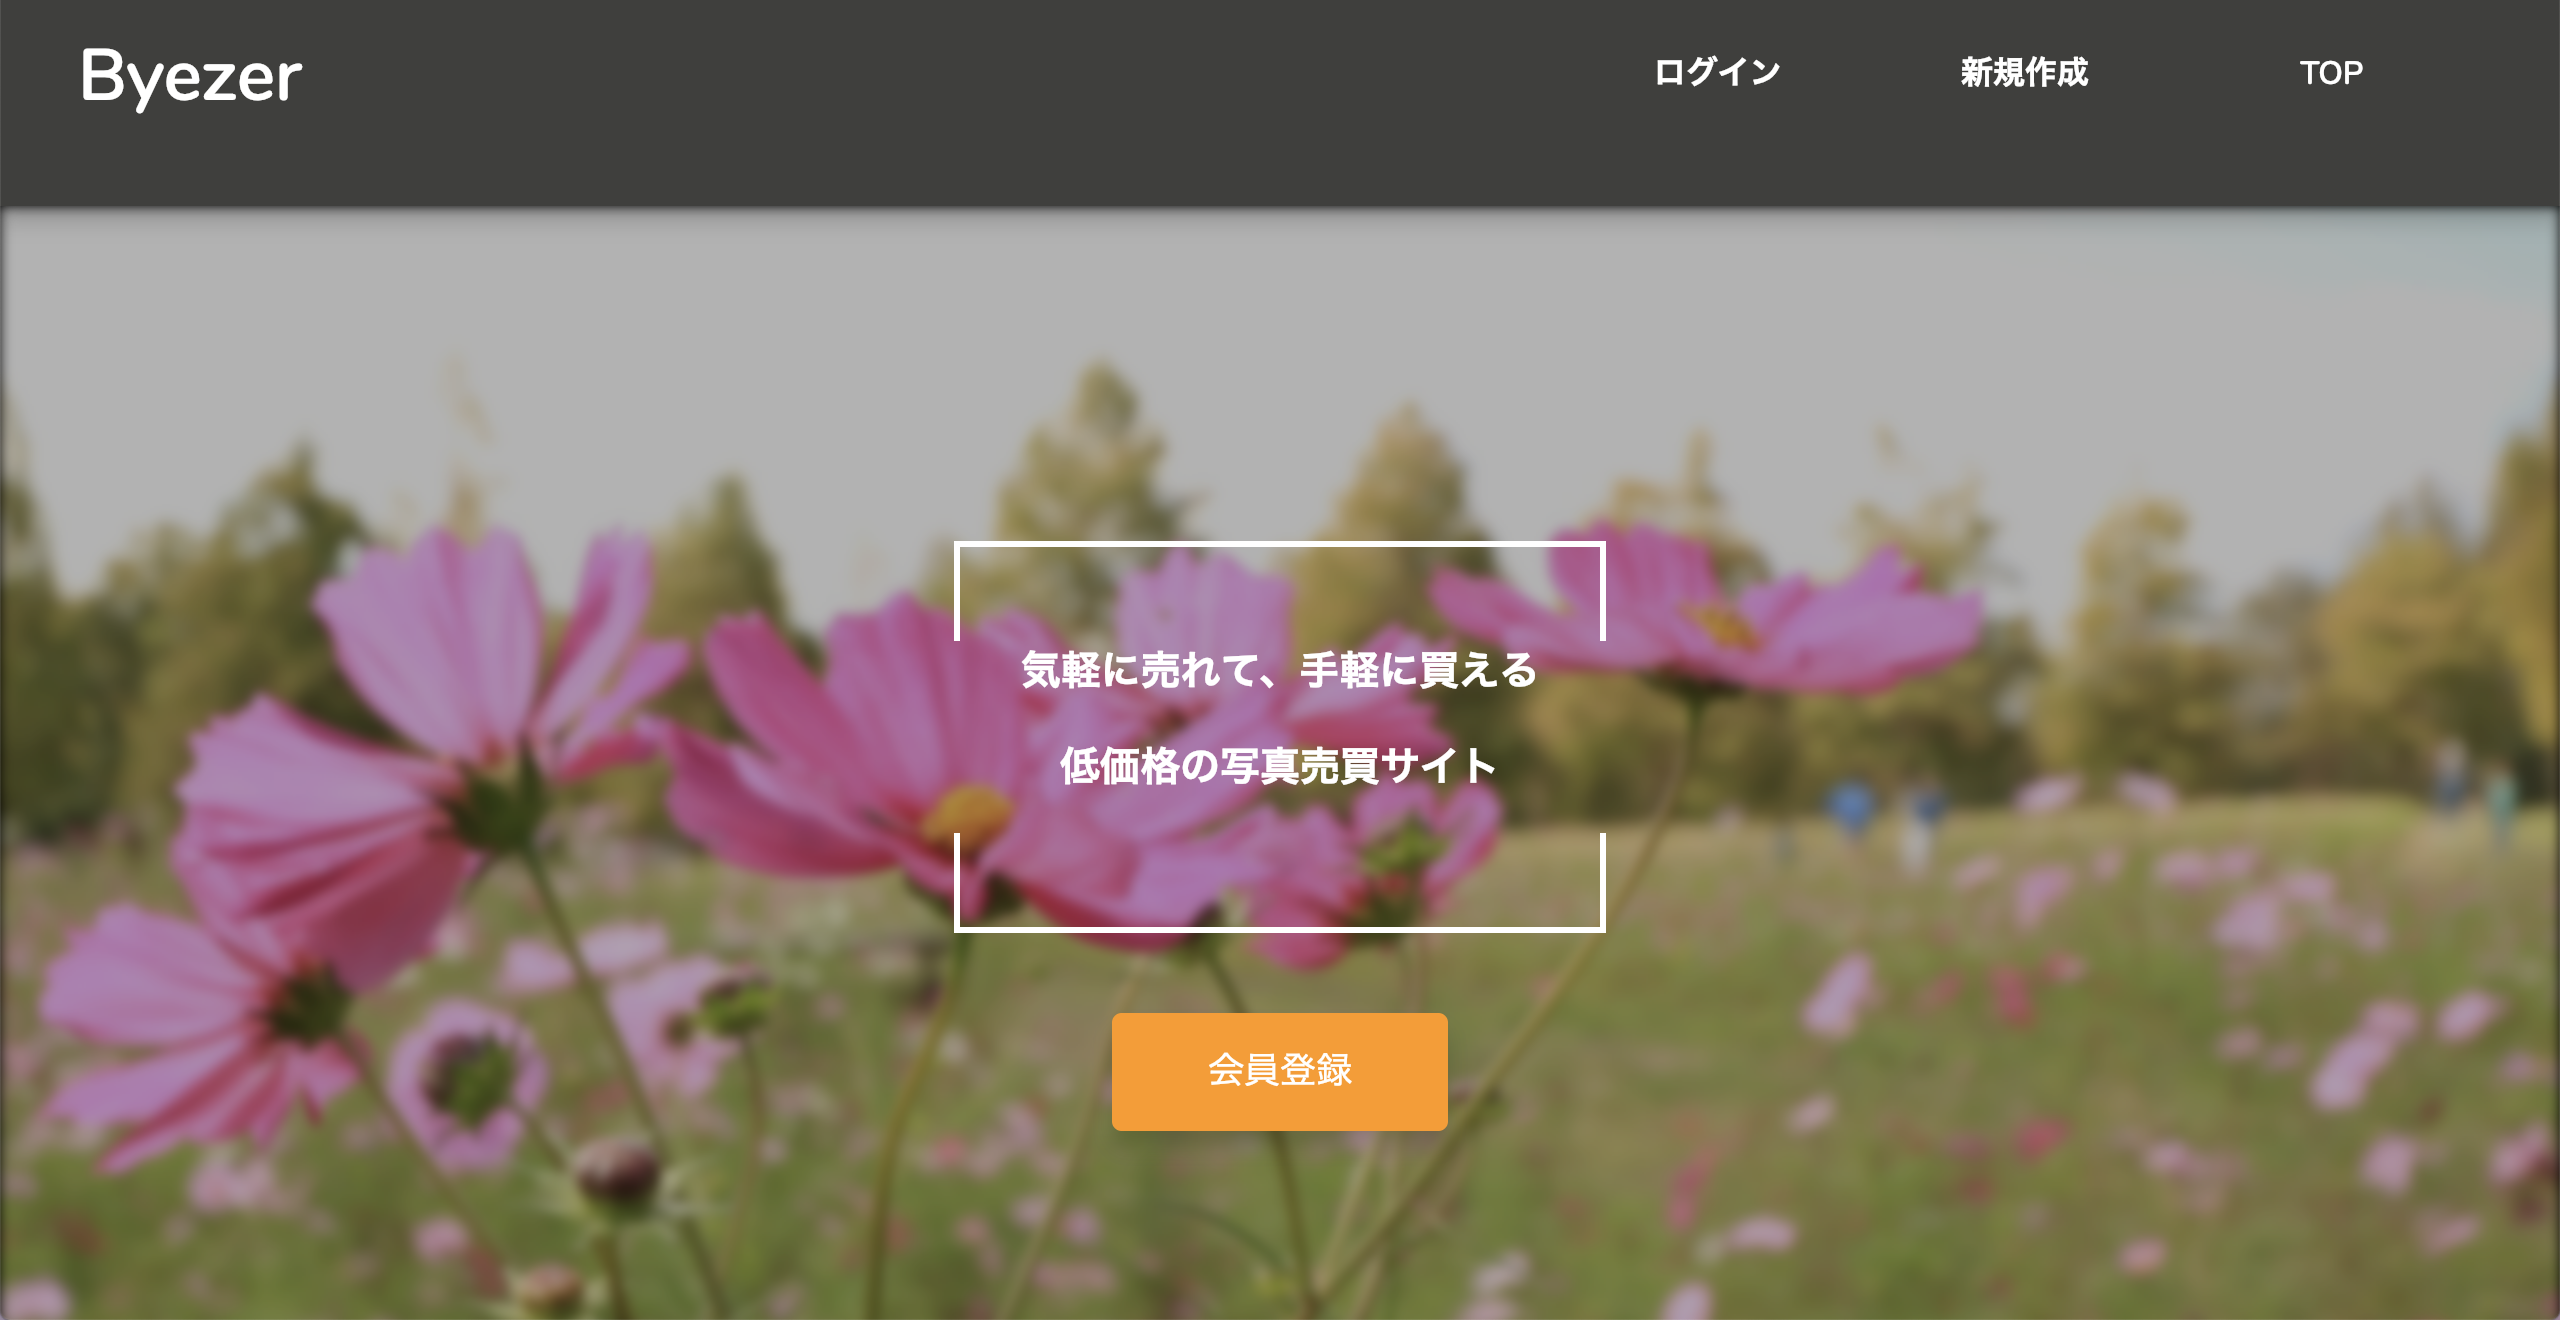 Byezer
ログイン
新規作成
TOP
気軽に売れて、手軽に買える
低価格の写真売買サイト
会員登録